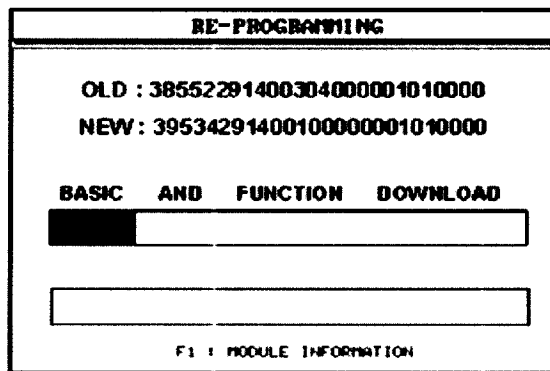 RE-PROGRAMMING
OLD : 38552291400304000001010000
NEW : 39534291400100000001010000
BASIC AND FUNCTION DOWNLOAD
F1 : MODULE INFORMATION